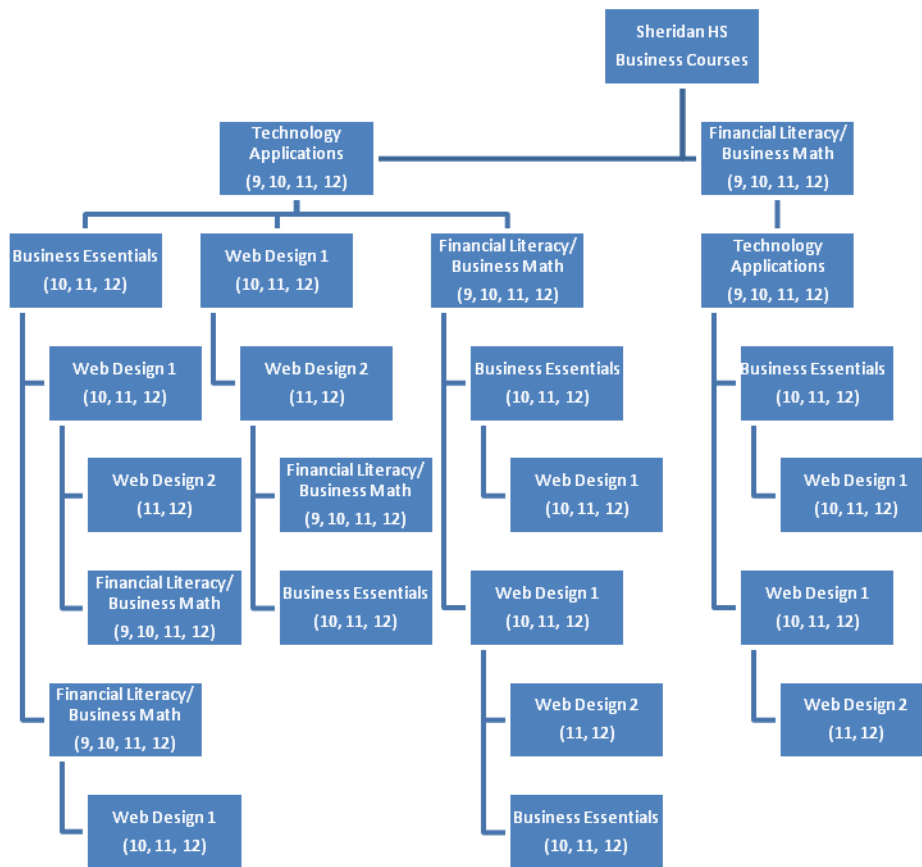 Sheridan HS
Business Courses
Technology
Applications
(9, 10, 11, 12)
Financial Literacy/
Business Math
(9, 10, 11, 12)
Business Essentials
(10, 11, 12)
Web Design 1
(10, 11, 12)
Financial Literacy/
Business Math
(9, 10, 11, 12)
Technology
Applications
(9, 10, 11, 12)
Web Design 1
(10, 11, 12)
Web Design 2
(11, 12)
Business Essentials
(10, 11, 12)
Business Essentials
(10, 11, 12)
Web Design 2
(11, 12)
Financial Literacy/
Business Math
(9, 10, 11, 12)
Web Design 1
(10, 11, 12)
Web Design 1
(10, 11, 12)
Financial Literacy/
Business Math
(9, 10, 11, 12)
Business Essentials
(10, 11, 12)
Web Design 1
(10, 11, 12)
Web Design 1
(10, 11, 12)
Financial Literacy/
Business Math
(9, 10, 11, 12)
Web Design 2
(11, 12)
Web Design 2
(11, 12)
Web Design 1
(10, 11, 12)
Business Essentials
(10, 11, 12)